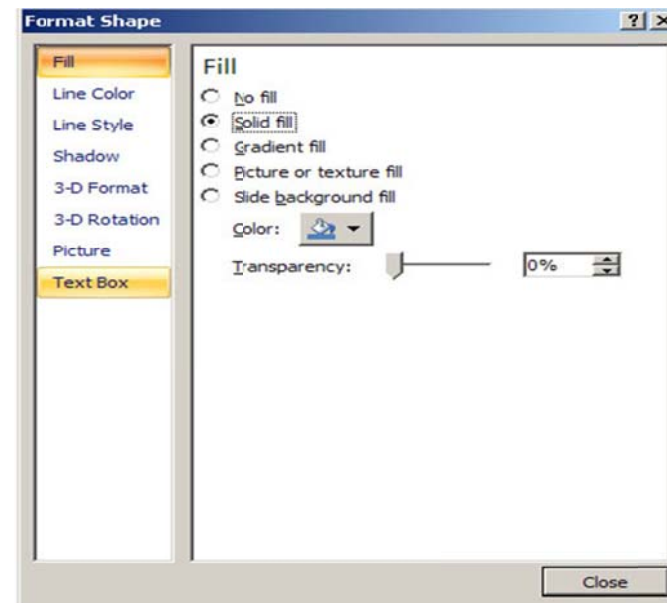 Format Shape
Fill
Line Color
Line Style
Shadow
3-D Format
3-D Rotation
Picture
Text Box
Fill
No fill
Solid fill
Gradient fill
Picture or texture fill
Slide background fill
Color:
Transparency:
0%
Close